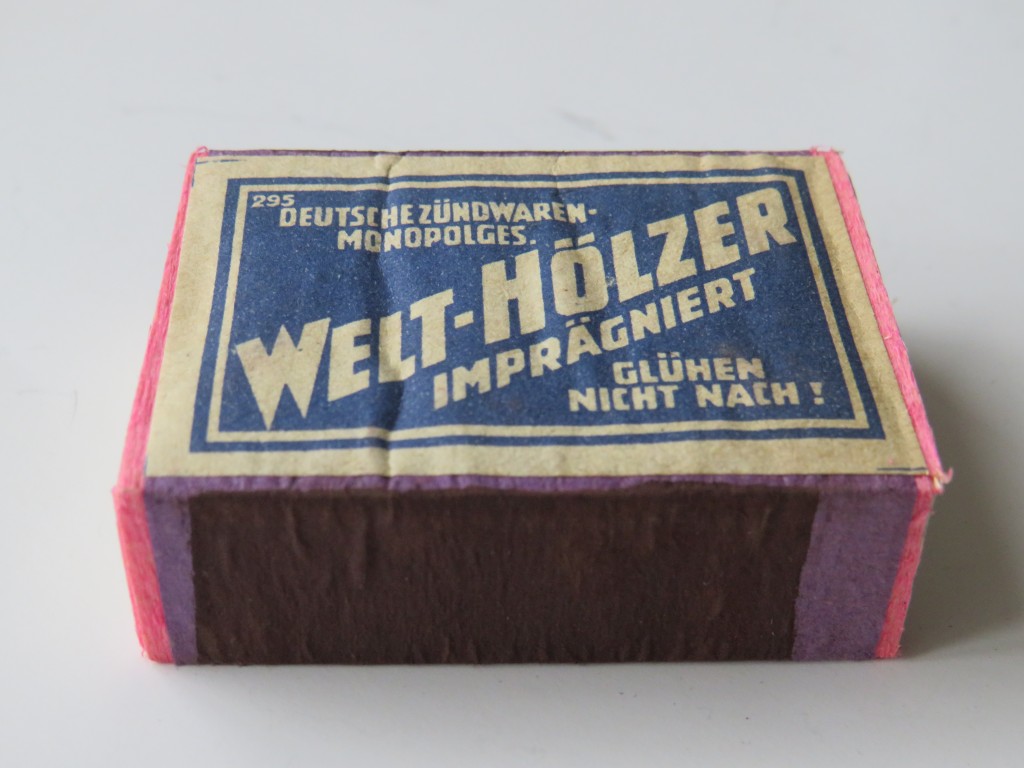 295
DEUTSCHE ZÜNDWAREN-
MONOPOLGES.
WELT-HÖLZER
IMPRÄGNIERT
GLÜHEN
NICHT NACH!